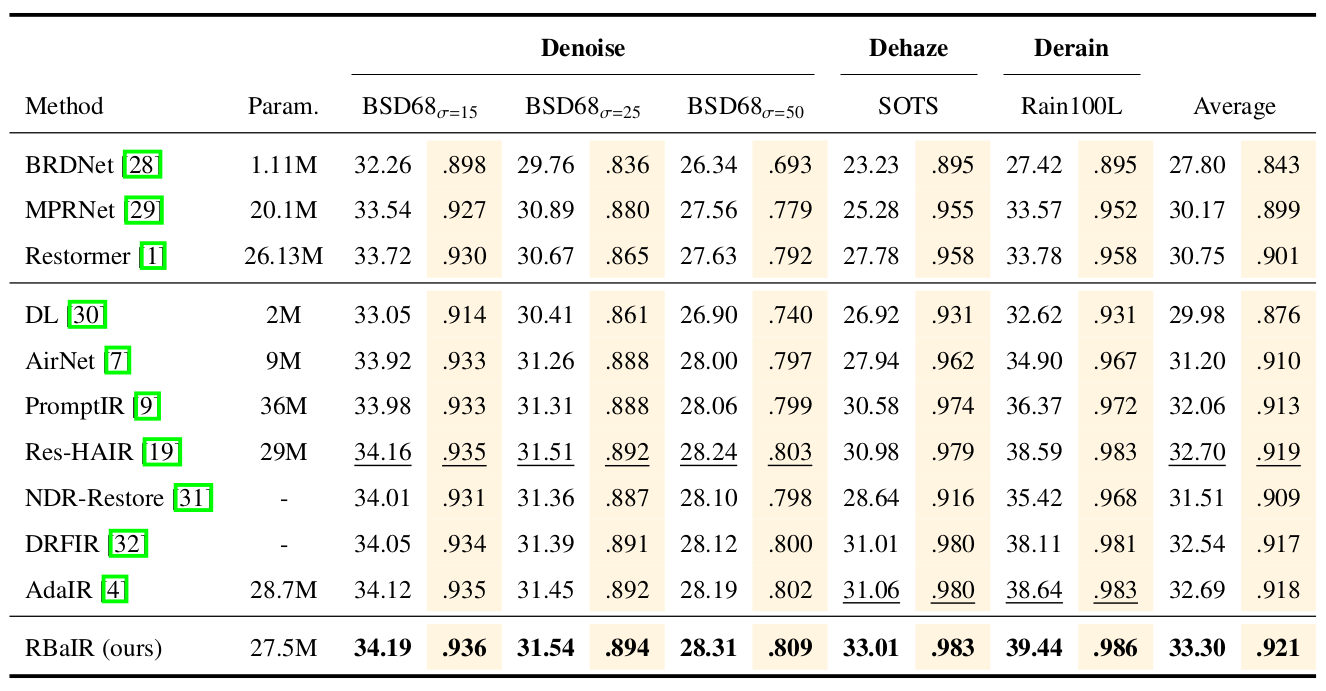 Denoise Dehaze Derain
Method Param. BSD68σ=15 BSD68σ=25 BSD68σ=50 SOTS Rain100L Average
BRDNet [28] 1.11M 32.26 .898 29.76 .836 26.34 .693 23.23 .895 27.42 .895 27.80 .843
MPRNet [29] 20.1M 33.54 .927 30.89 .880 27.56 .779 25.28 .955 33.57 .952 30.17 .899
Restormer [1] 26.13M 33.72 .930 30.67 .865 27.63 .792 27.78 .958 33.78 .958 30.75 .901
DL [30] 2M 33.05 .914 30.41 .861 26.90 .740 26.92 .931 32.62 .931 29.98 .876
AirNet [7] 9M 33.92 .933 31.26 .888 28.00 .797 27.94 .962 34.90 .967 31.20 .910
PromptIR [9] 36M 33.98 .933 31.31 .888 28.06 .799 30.58 .974 36.37 .972 32.06 .913
Res-HAIR [19] 29M 34.16 .935 31.51 .892 28.24 .803 30.98 .979 38.59 .983 32.70 .919
NDR-Restore [31] - 34.01 .931 31.36 .887 28.10 .798 28.64 .916 35.42 .968 31.51 .909
DRFIR [32] - 34.05 .934 31.39 .891 28.12 .800 31.01 .980 38.11 .981 32.54 .917
AdaIR [4] 28.7M 34.12 .935 31.45 .892 28.19 .802 31.06 .980 38.64 .983 32.69 .918
RBaIR (ours) 27.5M 34.19 .936 31.54 .894 28.31 .809 33.01 .983 39.44 .986 33.30 .921